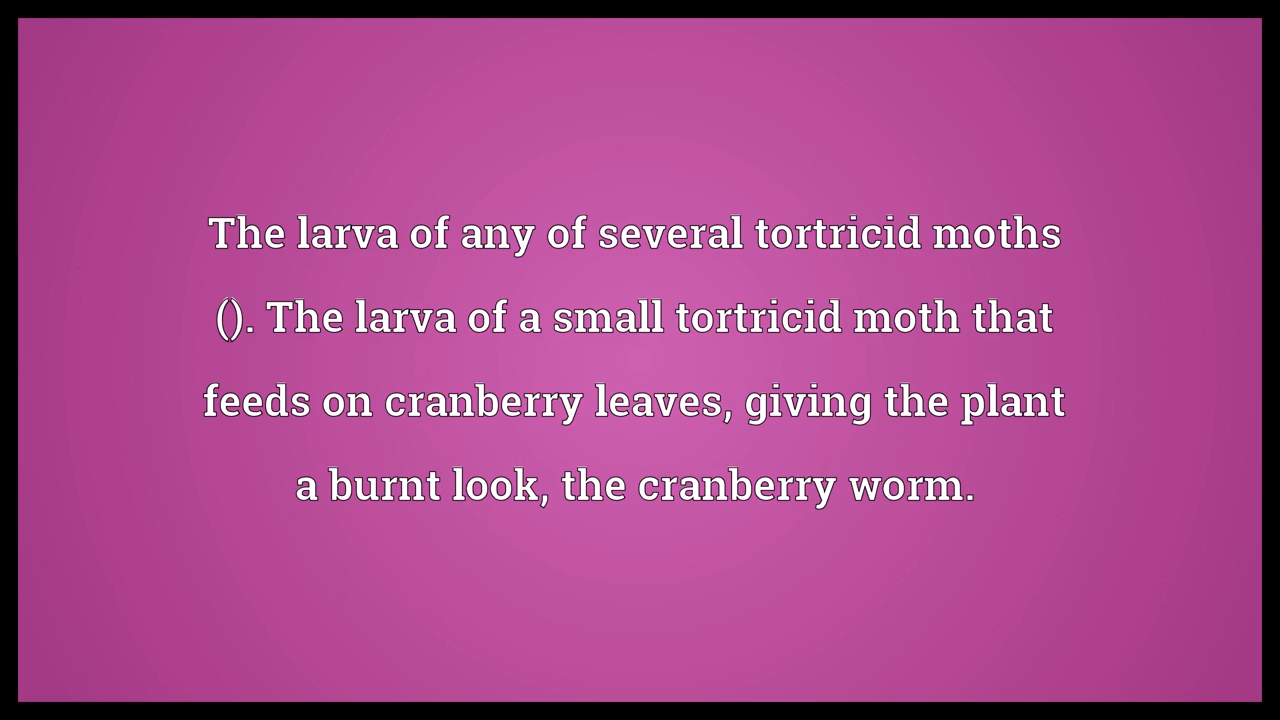 The larva of any of several tortricid moths
(). The larva of a small tortricid moth that
feeds on cranberry leaves, giving the plant
a burnt look, the cranberry worm.